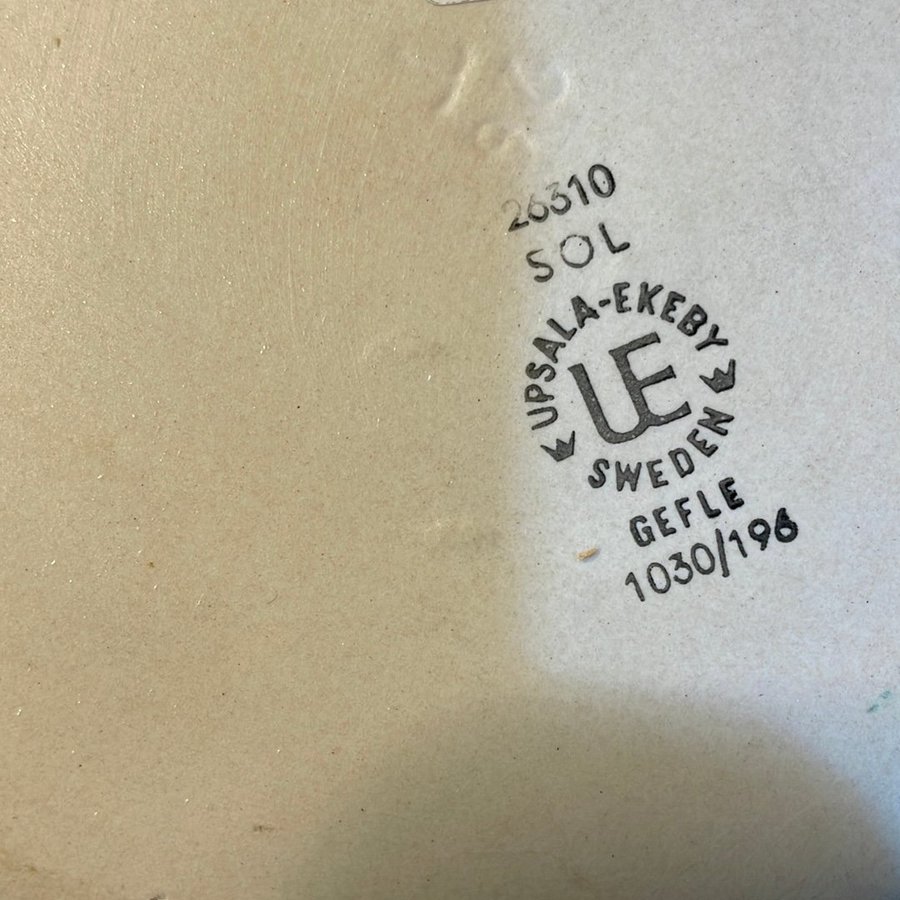 26310
SOL
UPSALA-EKEBY
UE
SWEDEN
GEFLE
1030/196